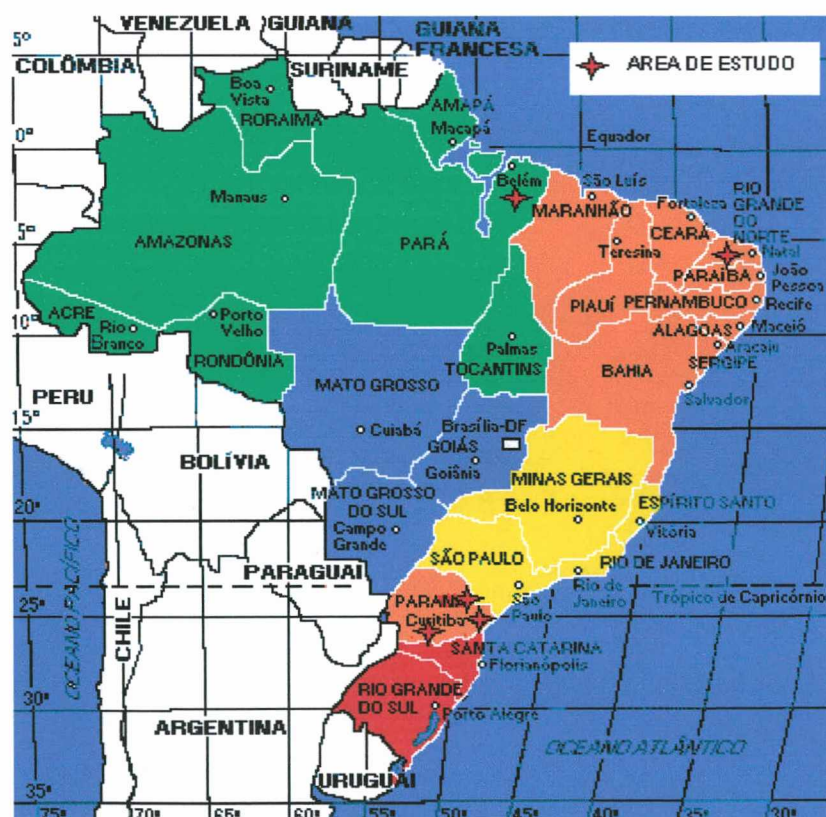 VENEZUELA
GUIANA
GUIANA
FRANCESA
COLÔMBIA
SURINAME
AREA DE ESTUDO
5°
Boa
Vista
RORAIMA
AMAPÁ
Macapá
0°
Equador
Belém
São Luís
Manaus
MARANHÃO
Fortaleza
RIO
GRANDE
DO
NORTE
CEARÁ
AMAZONAS
PARÁ
5°
Teresina
Natal
PARAÍBA
João
Pessoa
ACRE
Porto
Velho
PIAUÍ
PERNAMBUCO
Recife
10°
Rio
Branco
RONDÔNIA
Palmas
TOCANTINS
ALAGOAS
Maceió
Aracaju
SERGIPE
MATO GROSSO
BAHIA
PERU
Salvador
15°
Cuiabá
Brasília-DF
GOIÁS
Goiânia
BOLÍVIA
MATO GROSSO
DO SUL
Campo
Grande
MINAS GERAIS
Belo Horizonte
ESPÍRITO SANTO
Vitória
20°
SÃO PAULO
RIO DE JANEIRO
PARAGUAI
São
Paulo
Rio de
Janeiro
Trópico de Capricórnio
PARANÁ
Curitiba
25°
OCEANO PACÍFICO
CHILE
SANTA CATARINA
Florianópolis
RIO GRANDE
DO SUL
Porto Alegre
30°
ARGENTINA
OCEANO ATLÂNTICO
URUGUAI
35°
75°
70°
65°
60°
55°
50°
45°
40°
35°
30°